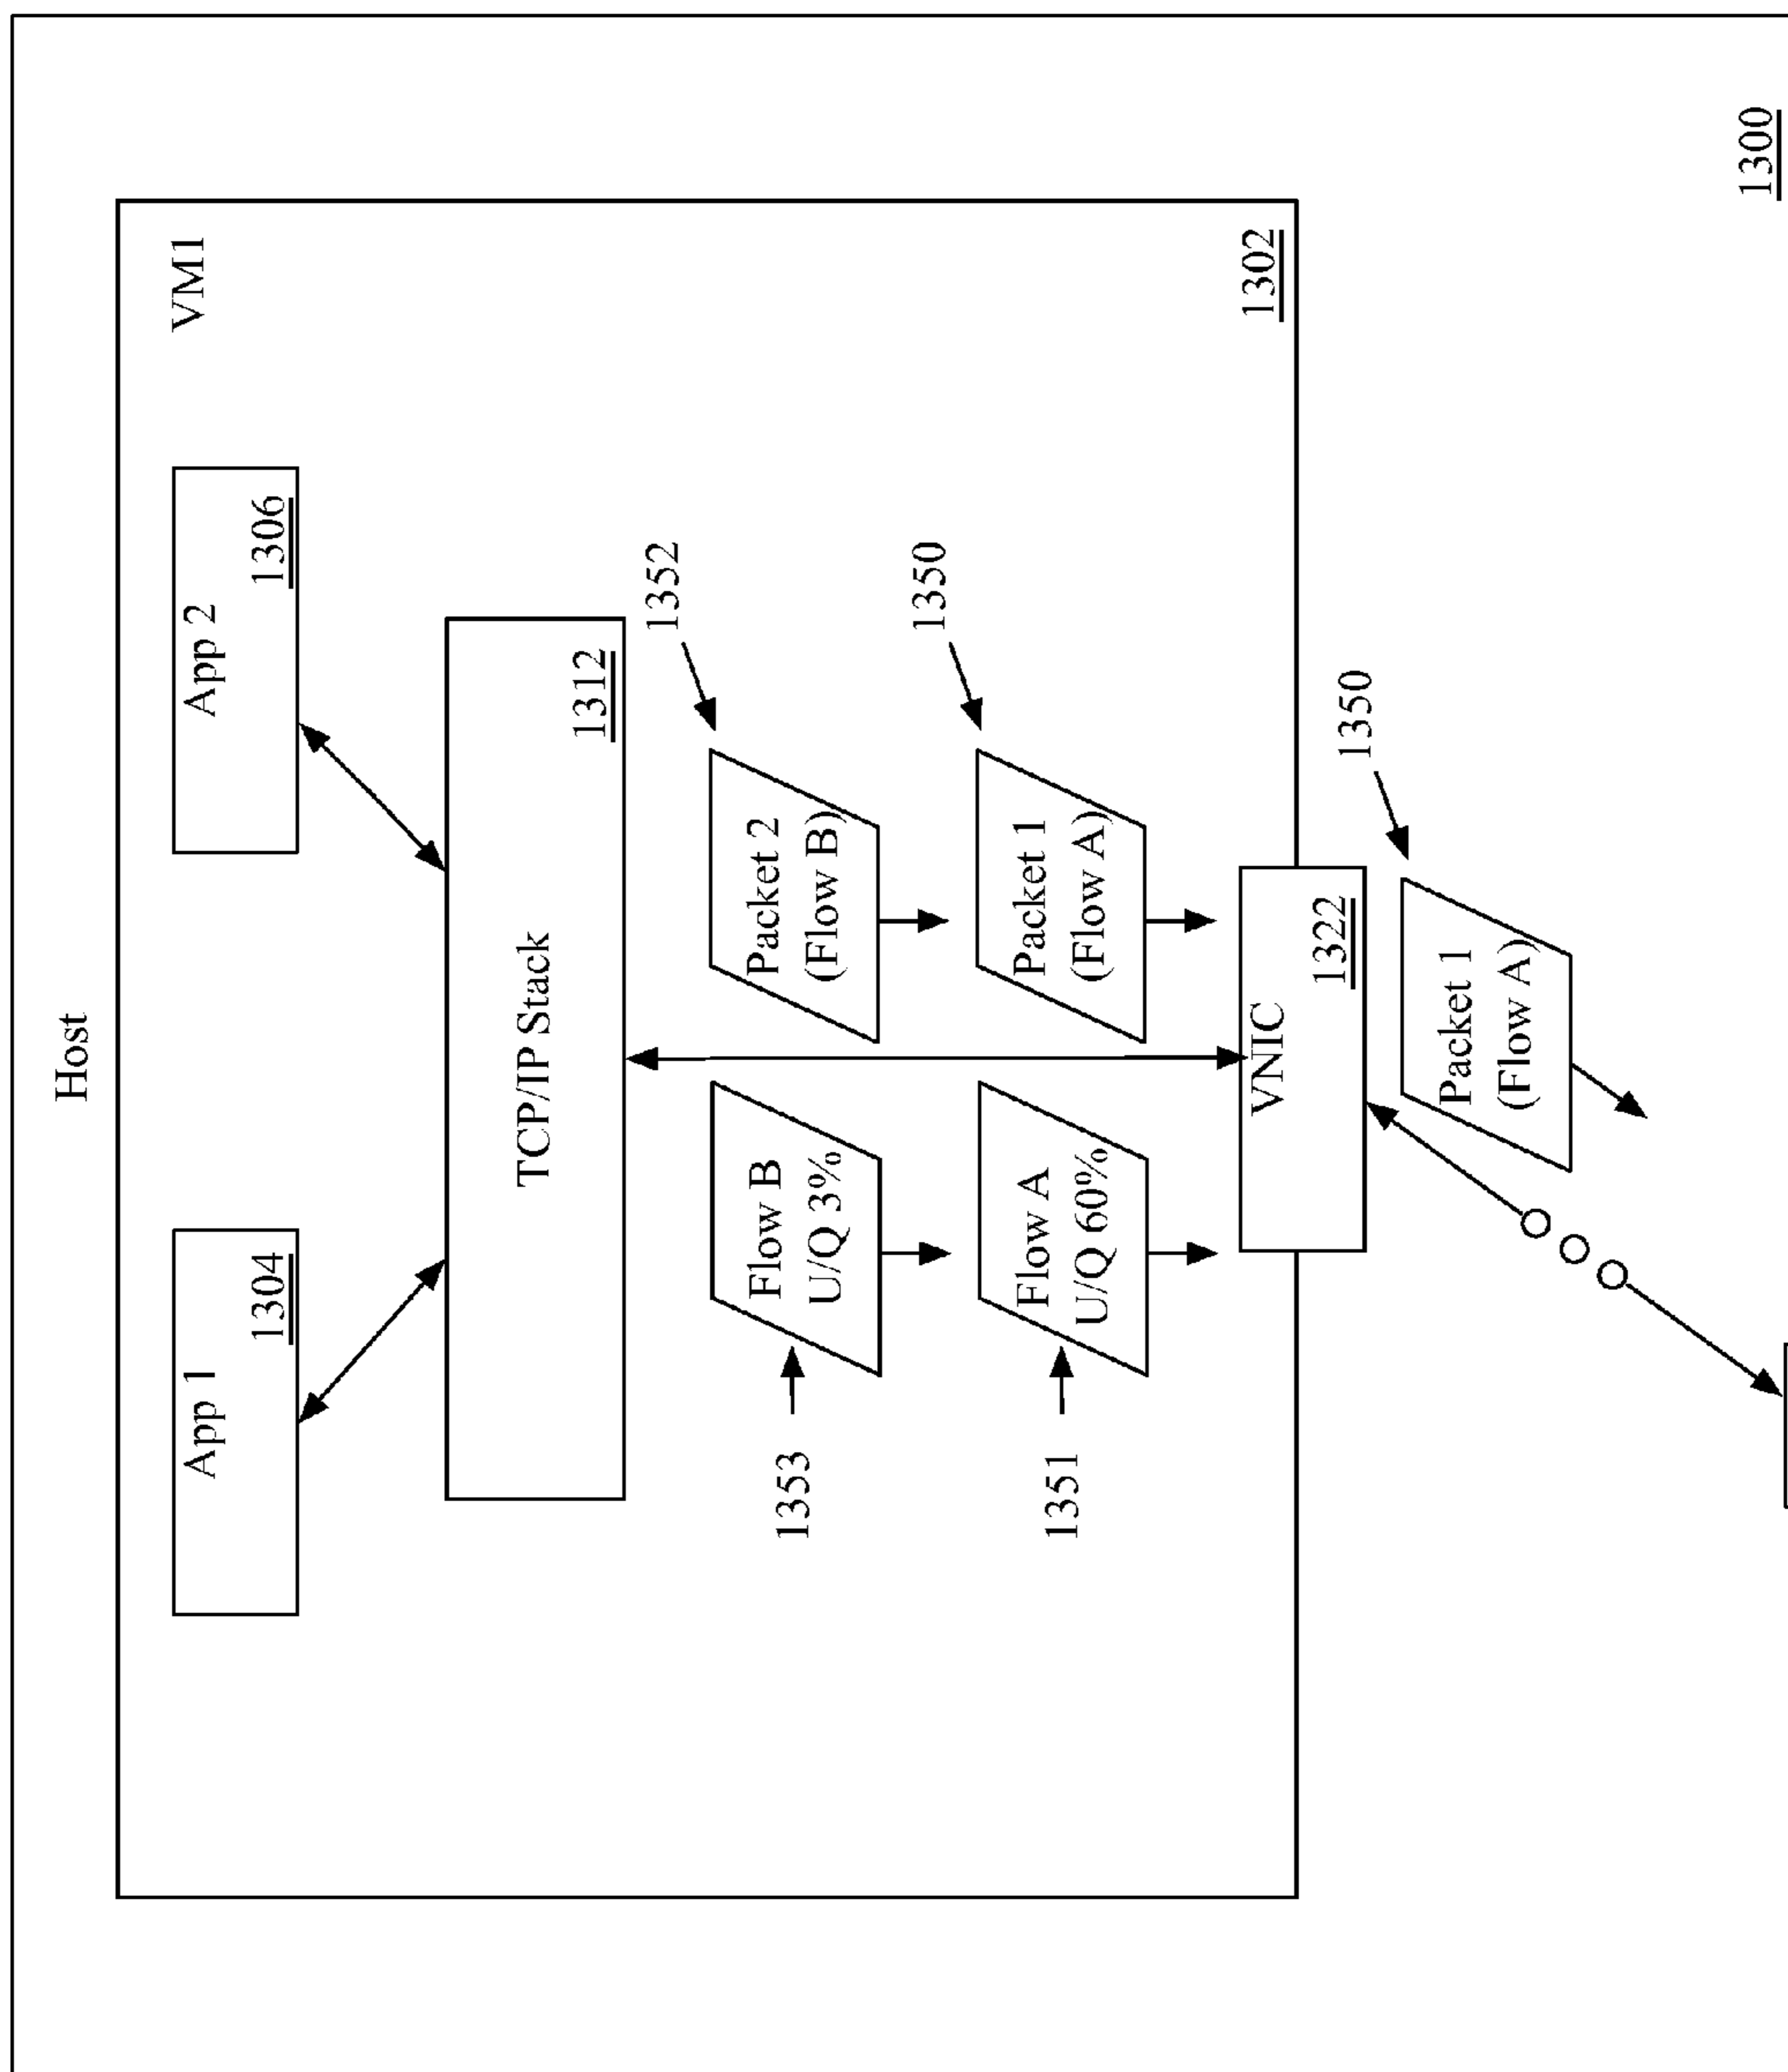 Host
VM1
App 1
1304
App 2
1306
TCP/IP Stack
1312
1353
Flow B
U/Q 3%
Packet 2
(Flow B)
1352
1351
Flow A
U/Q 60%
Packet 1
(Flow A)
1350
VNIC
1322
1302
Packet 1
(Flow A)
1350
1300